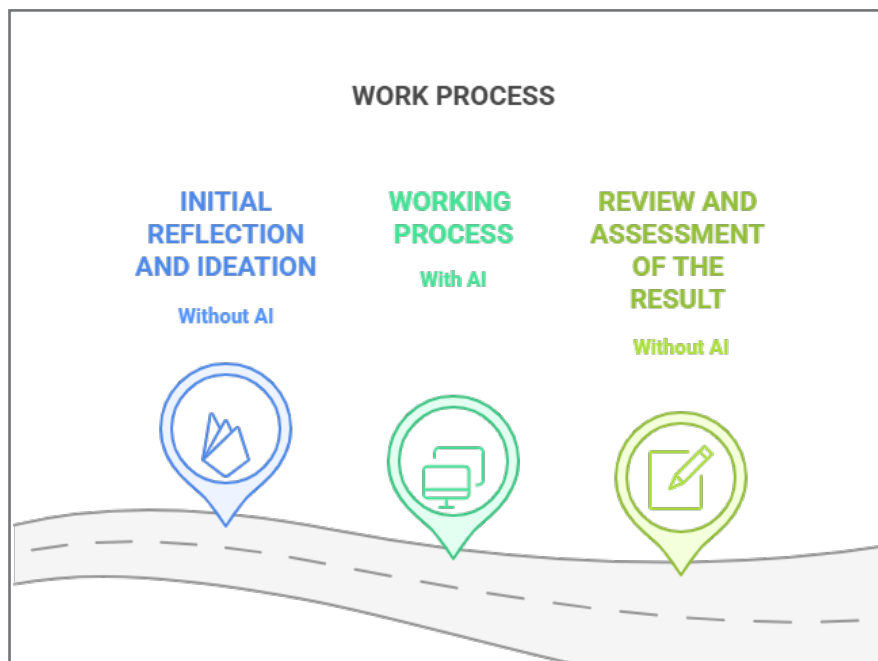 WORK PROCESS
INITIAL
REFLECTION
AND IDEATION
Without AI
WORKING
PROCESS
With AI
REVIEW AND
ASSESSMENT
OF THE
RESULT
Without AI